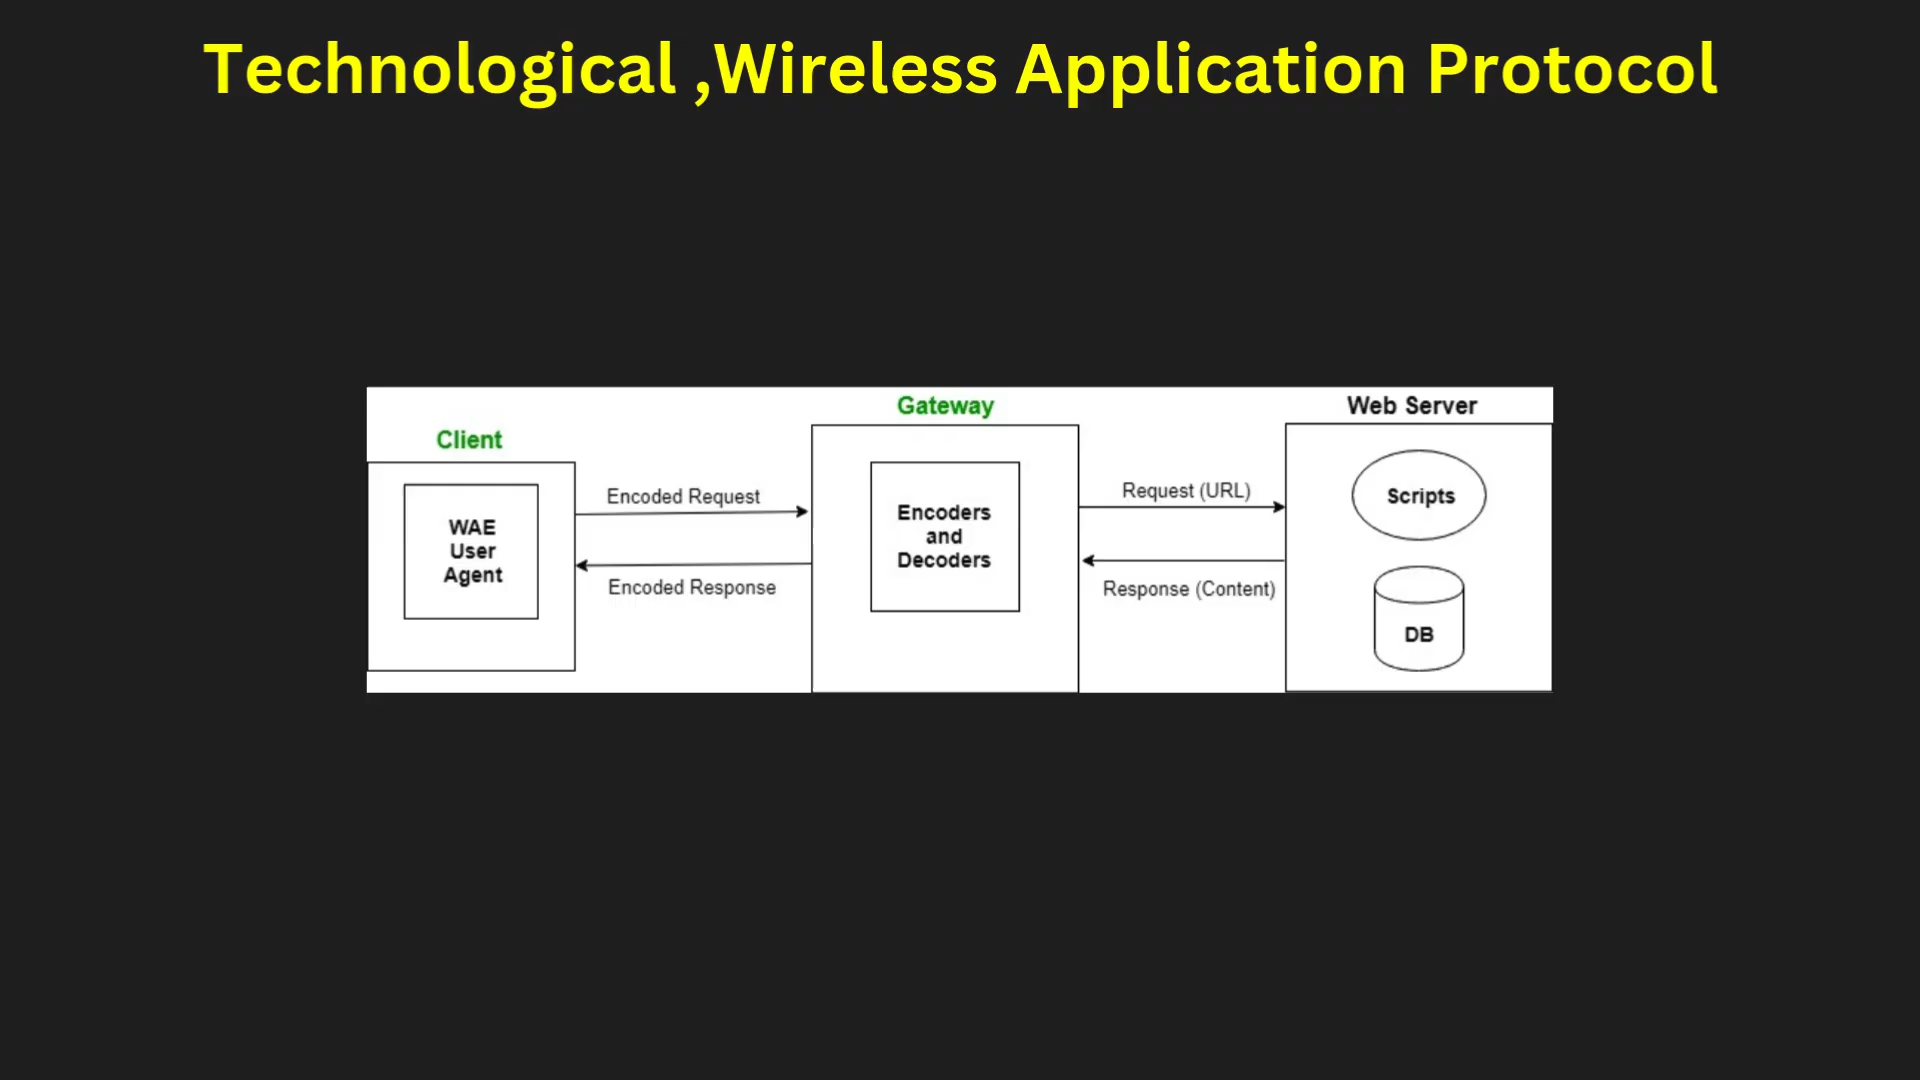 Technological ,Wireless Application Protocol
Client
WAE
User
Agent
Encoded Request
Encoded Response
Gateway
Encoders
and
Decoders
Request (URL)
Response (Content)
Web Server
Scripts
DB